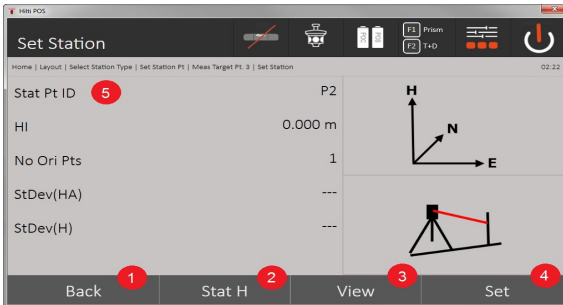 Hilti POS
Set Station
POC
POS
F1 Prism
F2 T+D
Home | Layout | Select Station Type | Set Station Pt | Meas Target Pt. 3 | Set Station
02:22
Stat Pt ID 5 P2
HI 0.000 m
No Ori Pts 1
StDev(HA) ---
StDev(H) ---
H
N
E
1
2
3
4
Back
Stat H
View
Set